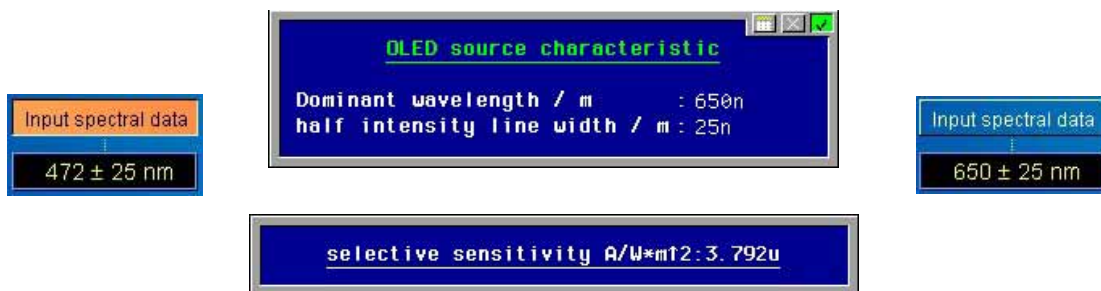 OLED source characteristic
Dominant wavelength / m : 650n
half intensity line width / m : 25n
Input spectral data
472 ± 25 nm
Input spectral data
650 ± 25 nm
selective sensitivity A/W*m↑2:3.792u